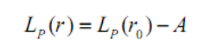 L_P(r) = L_P(r_0) − A